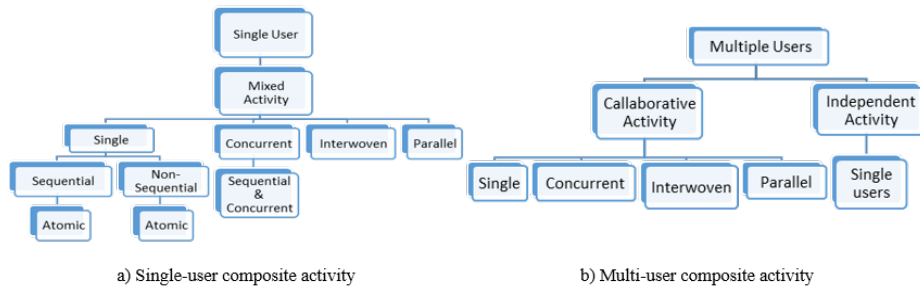 Single User
Mixed
Activity
Single
Concurrent
Interwoven
Parallel
Sequential
Non-
Sequential
Sequential
&
Concurrent
Atomic
Atomic
a) Single-user composite activity
Multiple Users
Callaborative
Activity
Independent
Activity
Single
Concurrent
Interwoven
Parallel
Single
users
b) Multi-user composite activity